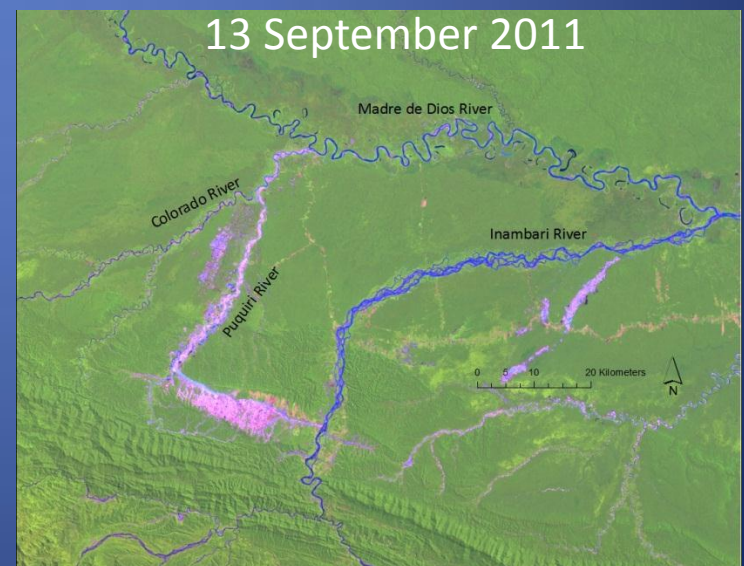 13 September 2011
Madre de Dios River
Colorado River
Inambari River
Puquiri River
0 5 10 20 Kilometers
N